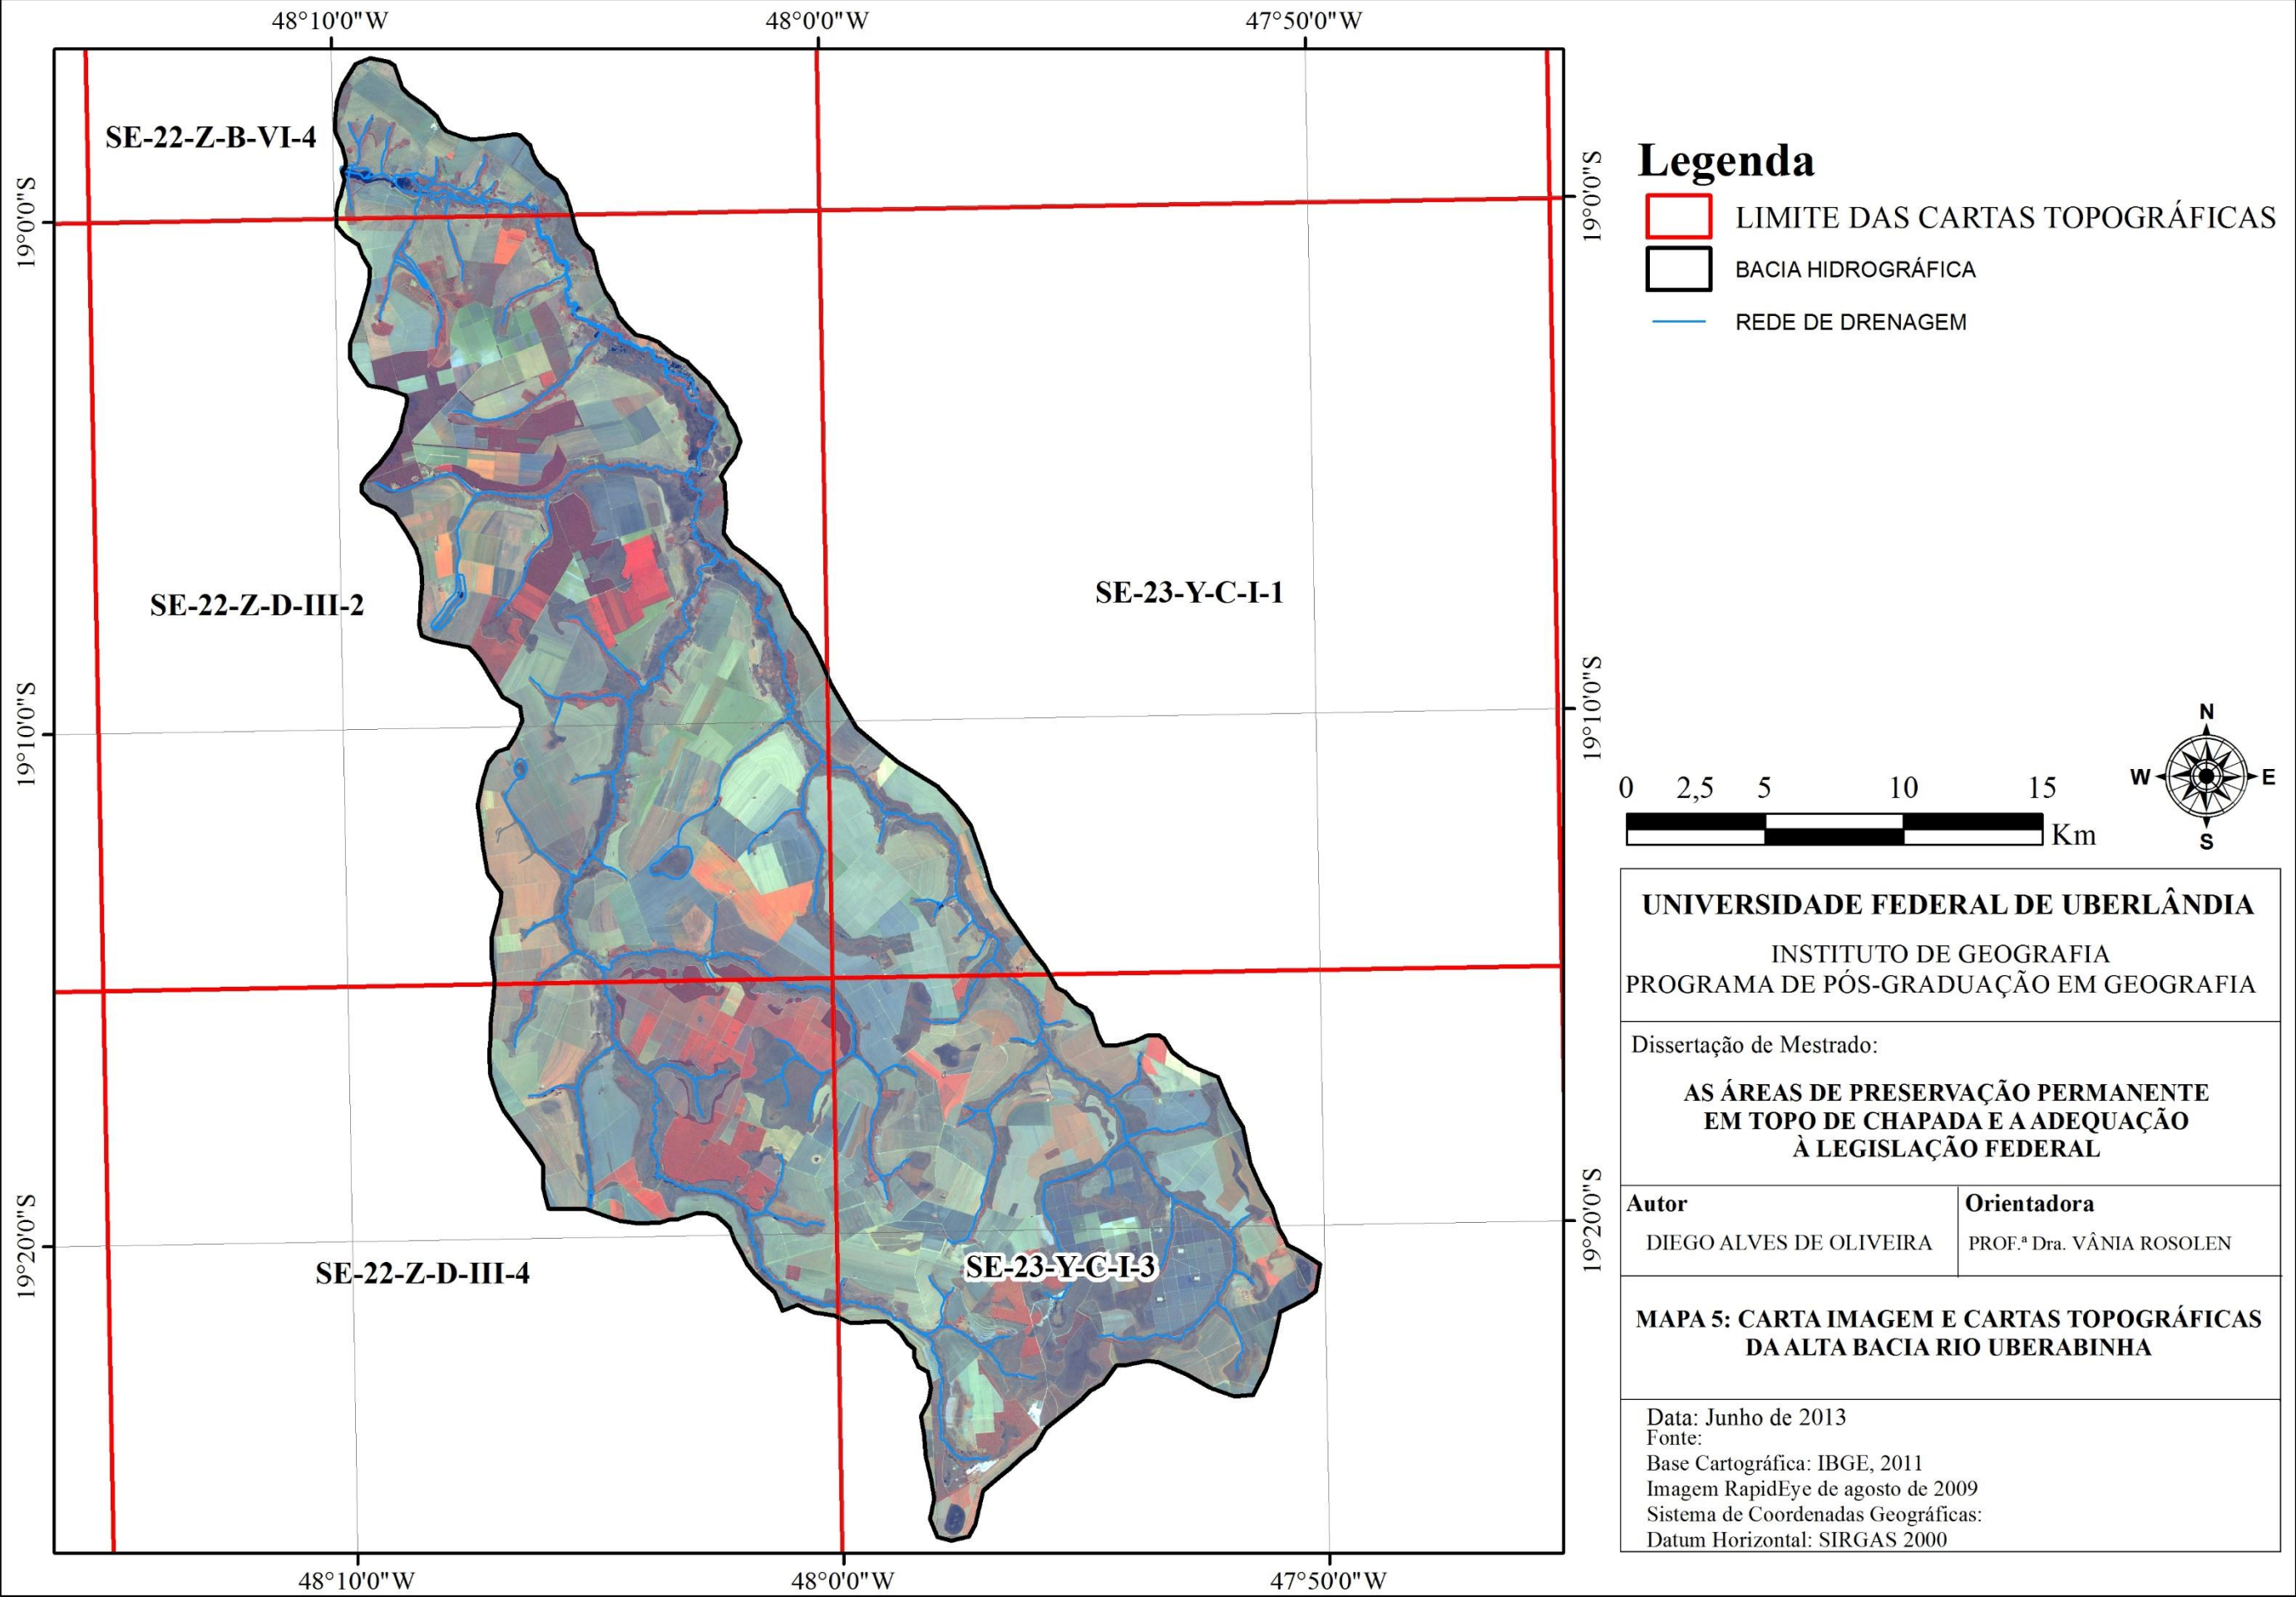 48°10'0"W 48°0'0"W 47°50'0"W
SE-22-Z-B-VI-4
19°0'0"S
19°0'0"S
SE-22-Z-D-III-2
SE-23-Y-C-I-1
19°10'0"S
19°10'0"S
SE-22-Z-D-III-4
SE-23-Y-C-I-3
19°20'0"S
19°20'0"S
48°10'0"W 48°0'0"W 47°50'0"W
Legenda
LIMITE DAS CARTAS TOPOGRÁFICAS
BACIA HIDROGRÁFICA
REDE DE DRENAGEM
N
W E
S
0 2,5 5 10 15
Km
UNIVERSIDADE FEDERAL DE UBERLÂNDIA
INSTITUTO DE GEOGRAFIA
PROGRAMA DE PÓS-GRADUAÇÃO EM GEOGRAFIA
Dissertação de Mestrado:
AS ÁREAS DE PRESERVAÇÃO PERMANENTE
EM TOPO DE CHAPADA E A ADEQUAÇÃO
À LEGISLAÇÃO FEDERAL
Autor
DIEGO ALVES DE OLIVEIRA
Orientadora
PROF.ª Dra. VÂNIA ROSOLEN
MAPA 5: CARTA IMAGEM E CARTAS TOPOGRÁFICAS
DA ALTA BACIA RIO UBERABINHA
Data: Junho de 2013
Fonte:
Base Cartográfica: IBGE, 2011
Imagem RapidEye de agosto de 2009
Sistema de Coordenadas Geográficas:
Datum Horizontal: SIRGAS 2000